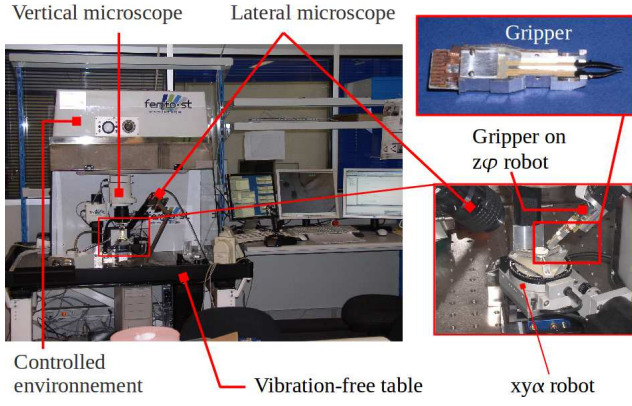 Vertical microscope
Lateral microscope
Gripper
femto-st
Gripper on
zφ robot
Controlled
environnement
Vibration-free table
xyα robot